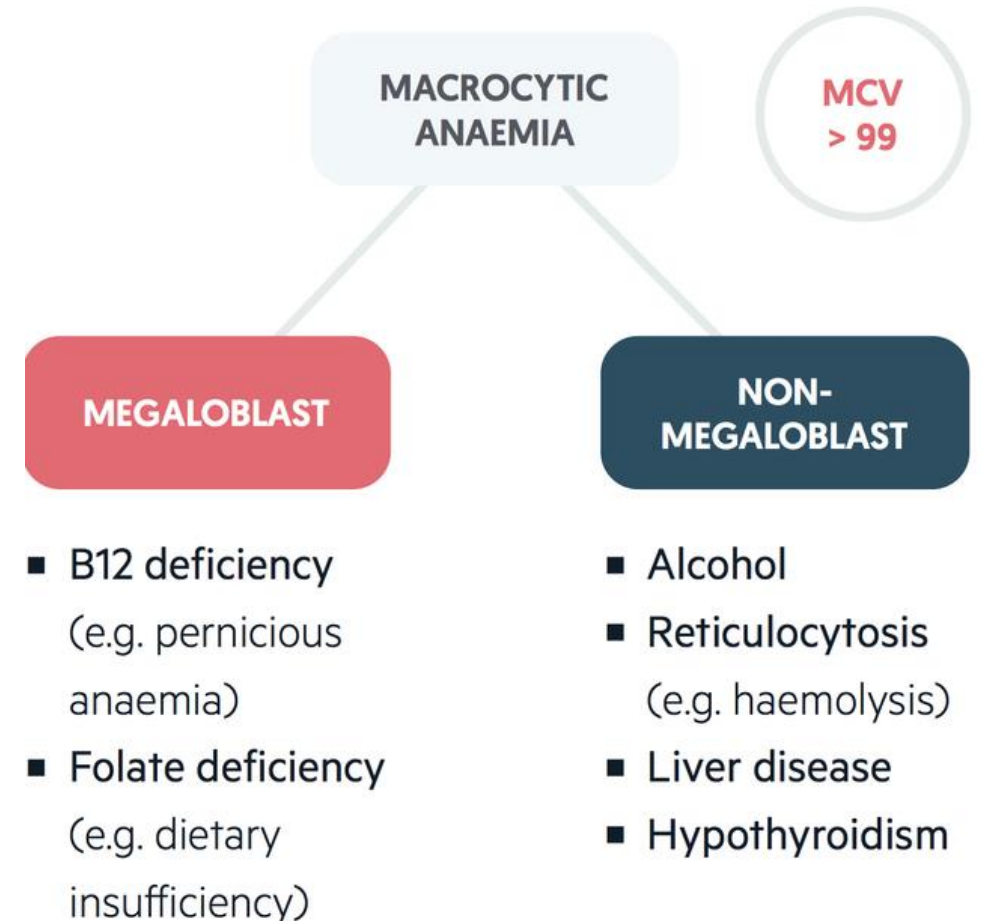 MACROCYTIC
ANAEMIA
MCV
> 99
MEGALOBLAST
NON-
MEGALOBLAST
▪ B12 deficiency
(e.g. pernicious
anaemia)
▪ Folate deficiency
(e.g. dietary
insufficiency)
▪ Alcohol
▪ Reticulocytosis
(e.g. haemolysis)
▪ Liver disease
▪ Hypothyroidism